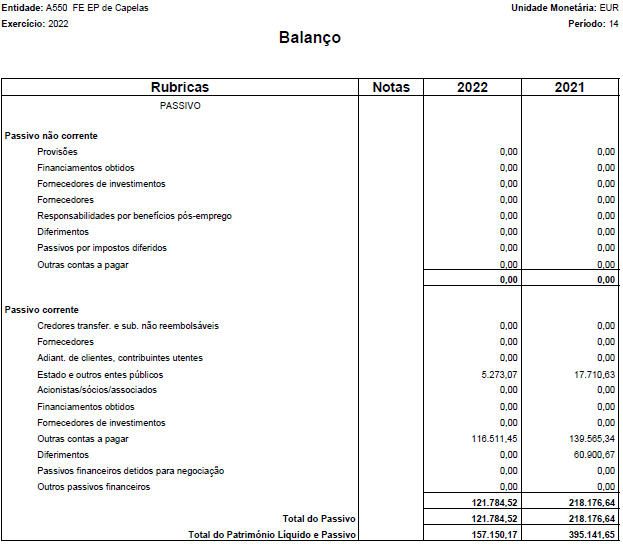 Entidade: A550 FE EP de Capelas Unidade Monetária: EUR
Exercício: 2022 Período: 14
Balanço
Rubricas Notas 2022 2021
PASSIVO
Passivo não corrente
Provisões 0,00 0,00
Financiamentos obtidos 0,00 0,00
Fornecedores de investimentos 0,00 0,00
Fornecedores 0,00 0,00
Responsabilidades por benefícios pós-emprego 0,00 0,00
Diferimentos 0,00 0,00
Passivos por impostos diferidos 0,00 0,00
Outras contas a pagar 0,00 0,00
0,00 0,00
Passivo corrente
Credores transfer. e sub. não reembolsáveis 0,00 0,00
Fornecedores 0,00 0,00
Adiant. de clientes, contribuintes utentes 0,00 0,00
Estado e outros entes públicos 5.273,07 17.710,63
Acionistas/sócios/associados 0,00 0,00
Financiamentos obtidos 0,00 0,00
Fornecedores de investimentos 0,00 0,00
Outras contas a pagar 116.511,45 139.565,34
Diferimentos 0,00 60.900,67
Passivos financeiros detidos para negociação 0,00 0,00
Outros passivos financeiros 0,00 0,00
121.784,52 218.176,64
Total do Passivo 121.784,52 218.176,64
Total do Património Líquido e Passivo 157.150,17 395.141,65